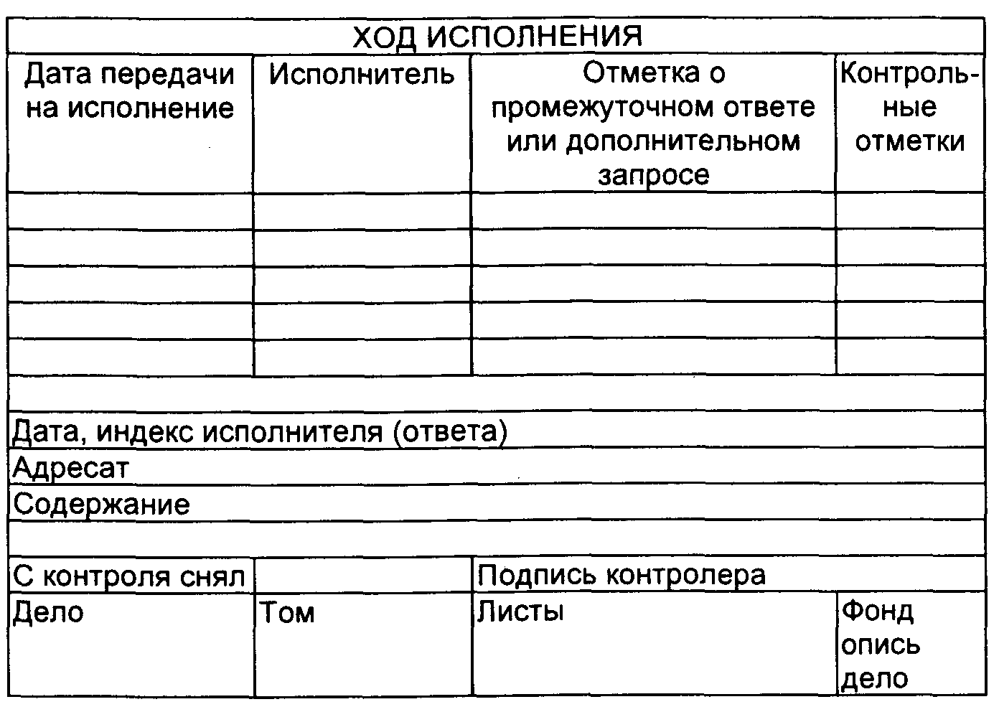 ХОД ИСПОЛНЕНИЯ
Дата передачи
на исполнение
Исполнитель
Отметка о
промежуточном ответе
или дополнительном
запросе
Контроль-
ные
отметки
Дата, индекс исполнителя (ответа)
Адресат
Содержание
С контроля снял
Подпись контролера
Дело
Том
Листы
Фонд
опись
дело